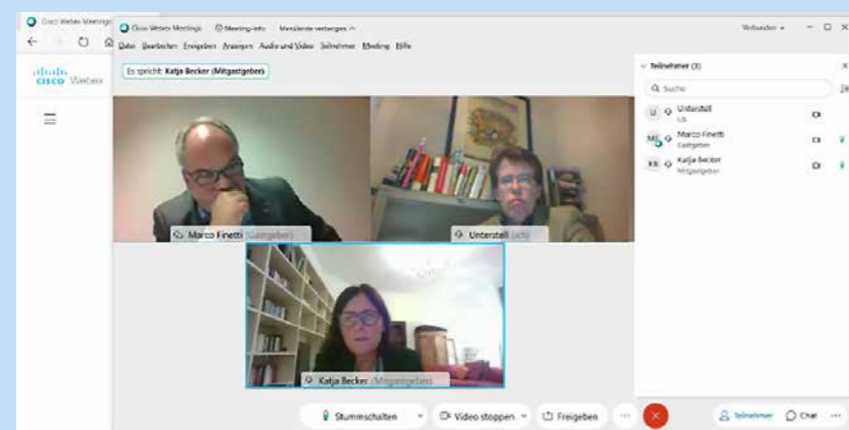 Cisco Webex Meetings
Cisco Webex Meetings Meeting-Info Menüleiste verbergen
Verbunden
Datei Bearbeiten Freigeben Anzeigen Audio und Video Teilnehmer Meeting Hilfe
CISCO Webex
Es spricht: Katja Becker (Mitgastgeber)
Teilnehmer (3)
Suche
U Unterstell
Ich
Marco Finetti
Gastgeber
KB Katja Becker
Mitgastgeber
Marco Finetti (Gastgeber)
Unterstell (Ich)
Katja Becker (Mitgastgeber)
Stummschalten Video stoppen Freigeben
Teilnehmer Chat